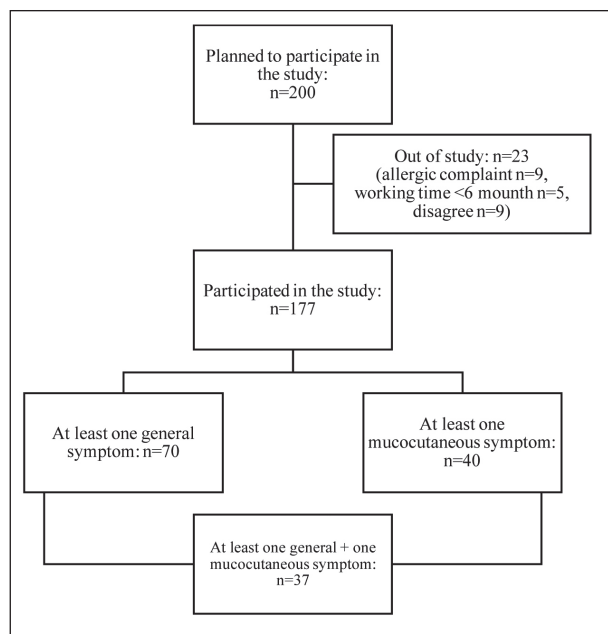 Planned to participate in
the study:
n=200
Out of study: n=23
(allergic complaint n=9,
working time <6 mounth n=5,
disagree n=9)
Participated in the study:
n=177
At least one general
symptom: n=70
At least one
mucocutaneous symptom:
n=40
At least one general + one
mucocutaneous symptom:
n=37